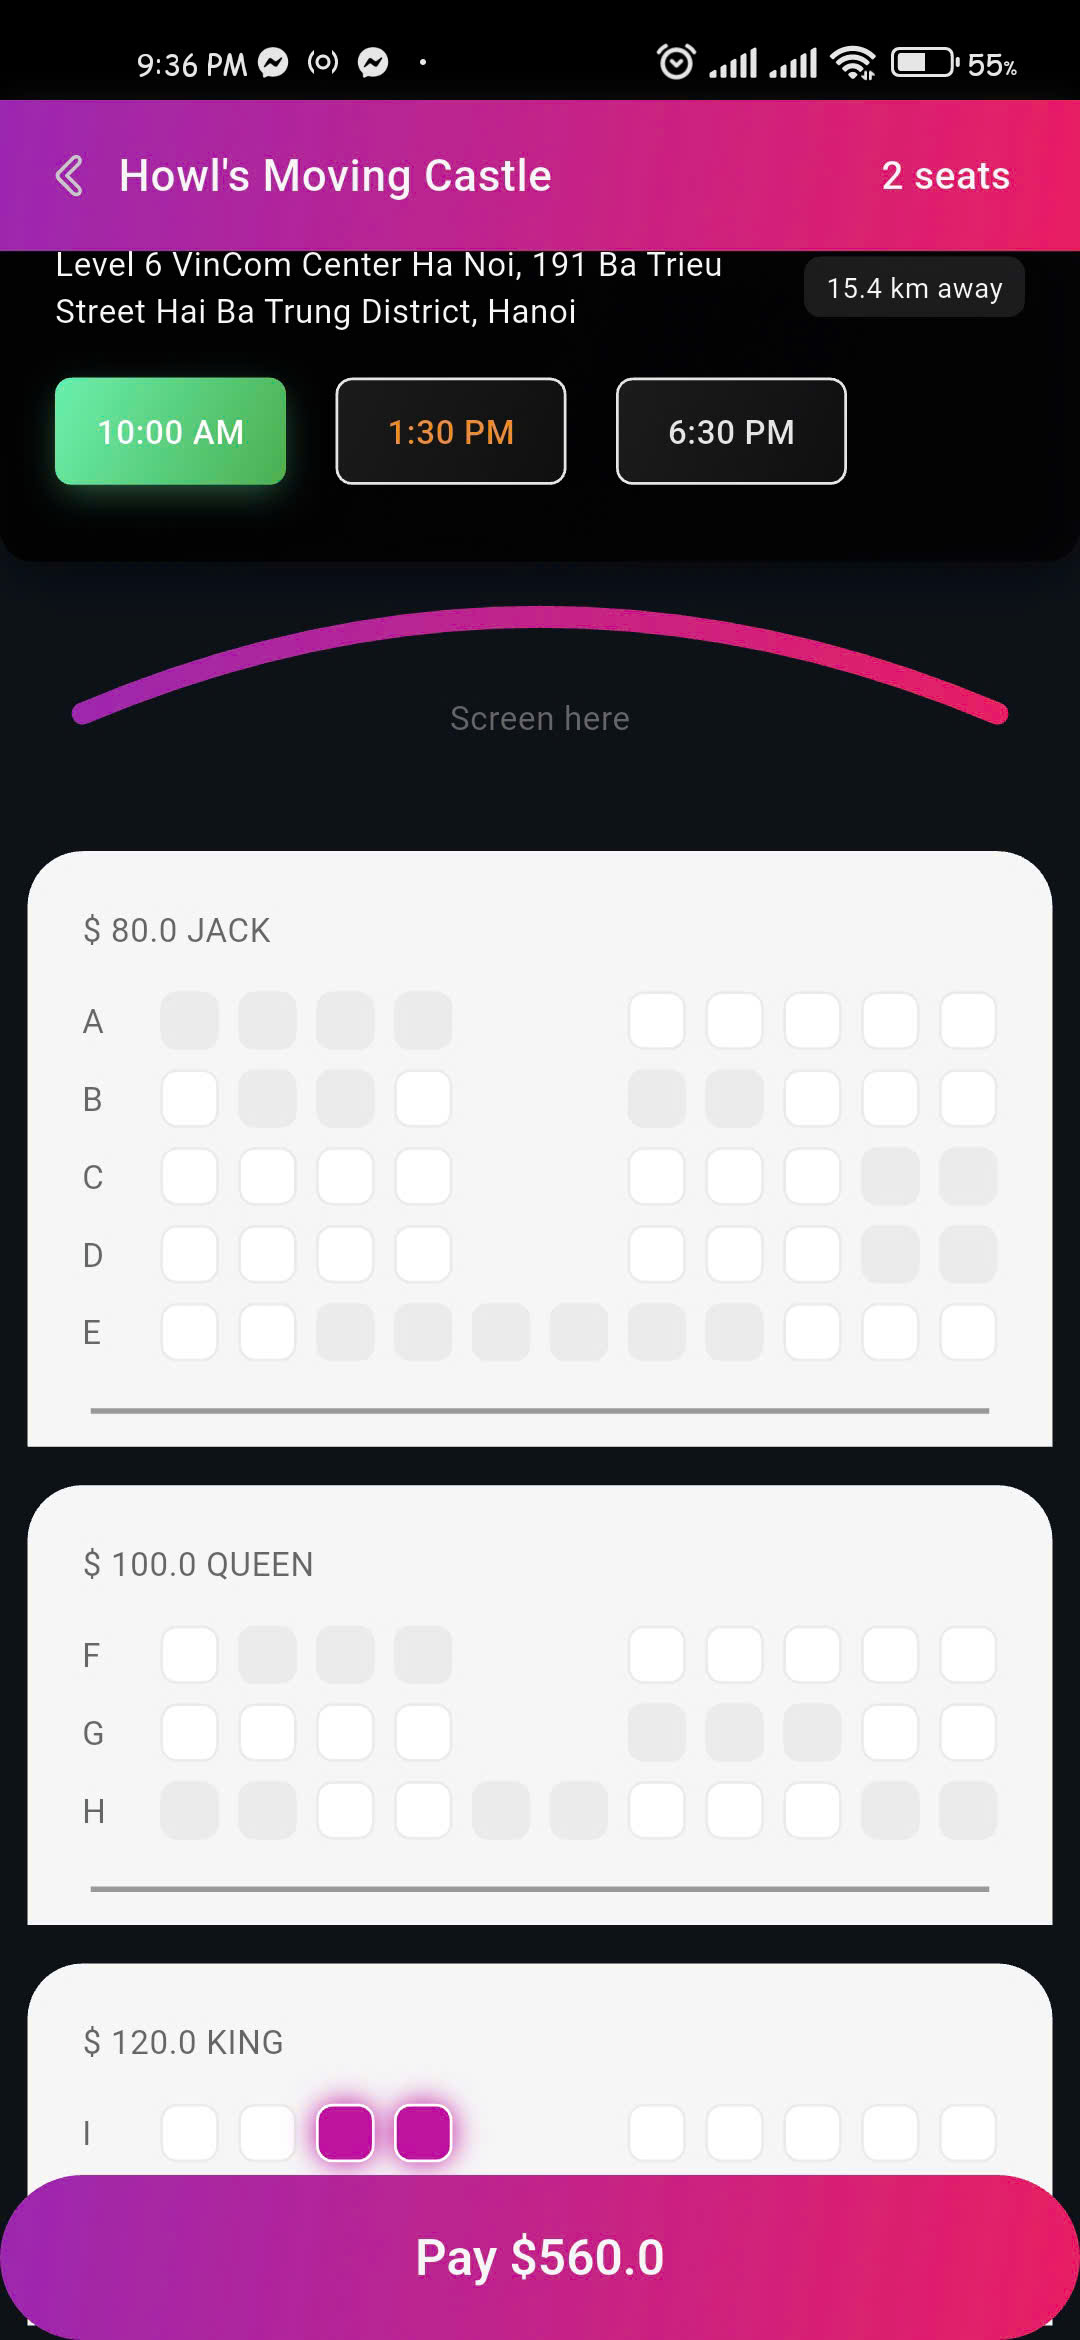 9:36 PM
55%
Howl's Moving Castle
2 seats
Level 6 VinCom Center Ha Noi, 191 Ba Trieu
Street Hai Ba Trung District, Hanoi
15.4 km away
10:00 AM
1:30 PM
6:30 PM
Screen here
$ 80.0 JACK
A
B
C
D
E
$ 100.0 QUEEN
F
G
H
$ 120.0 KING
I
Pay $560.0